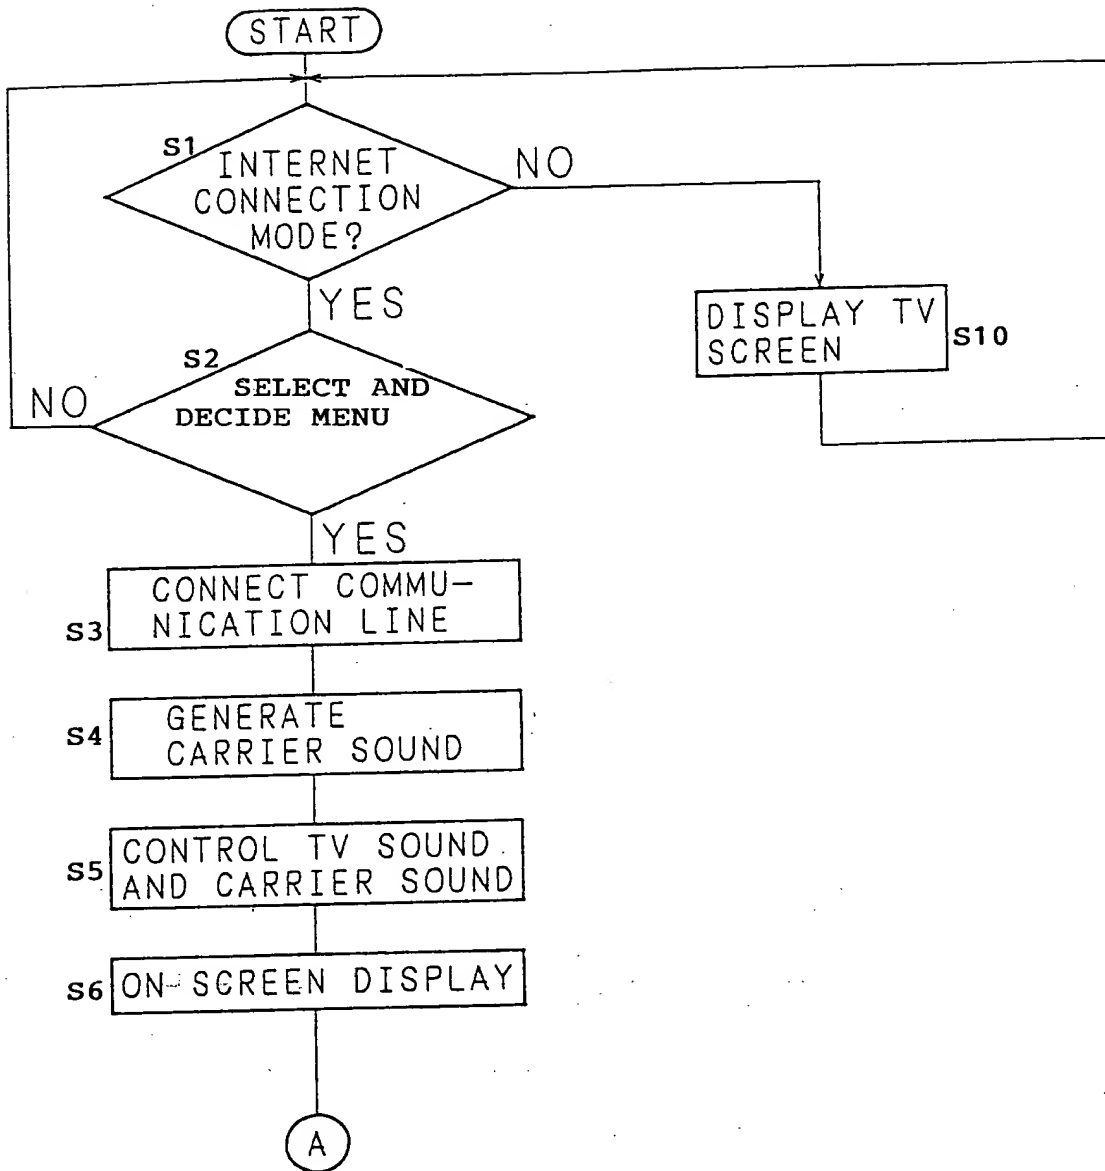 START
S1
INTERNET
CONNECTION
MODE?
NO
YES
DISPLAY TV
SCREEN
S10
S2
SELECT AND
DECIDE MENU
NO
YES
CONNECT COMMU-
NICATION LINE
S3
S4
GENERATE
CARRIER SOUND
S5
CONTROL TV SOUND
AND CARRIER SOUND
S6
ON-SCREEN DISPLAY
A